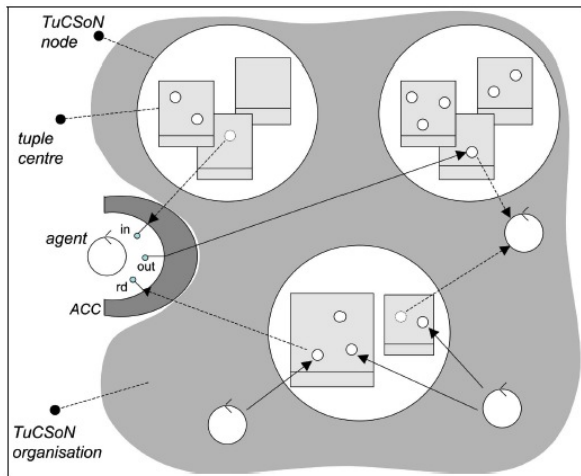 TuCSoN
node
tuple
centre
agent
in
out
rd
ACC
TuCSoN
organisation